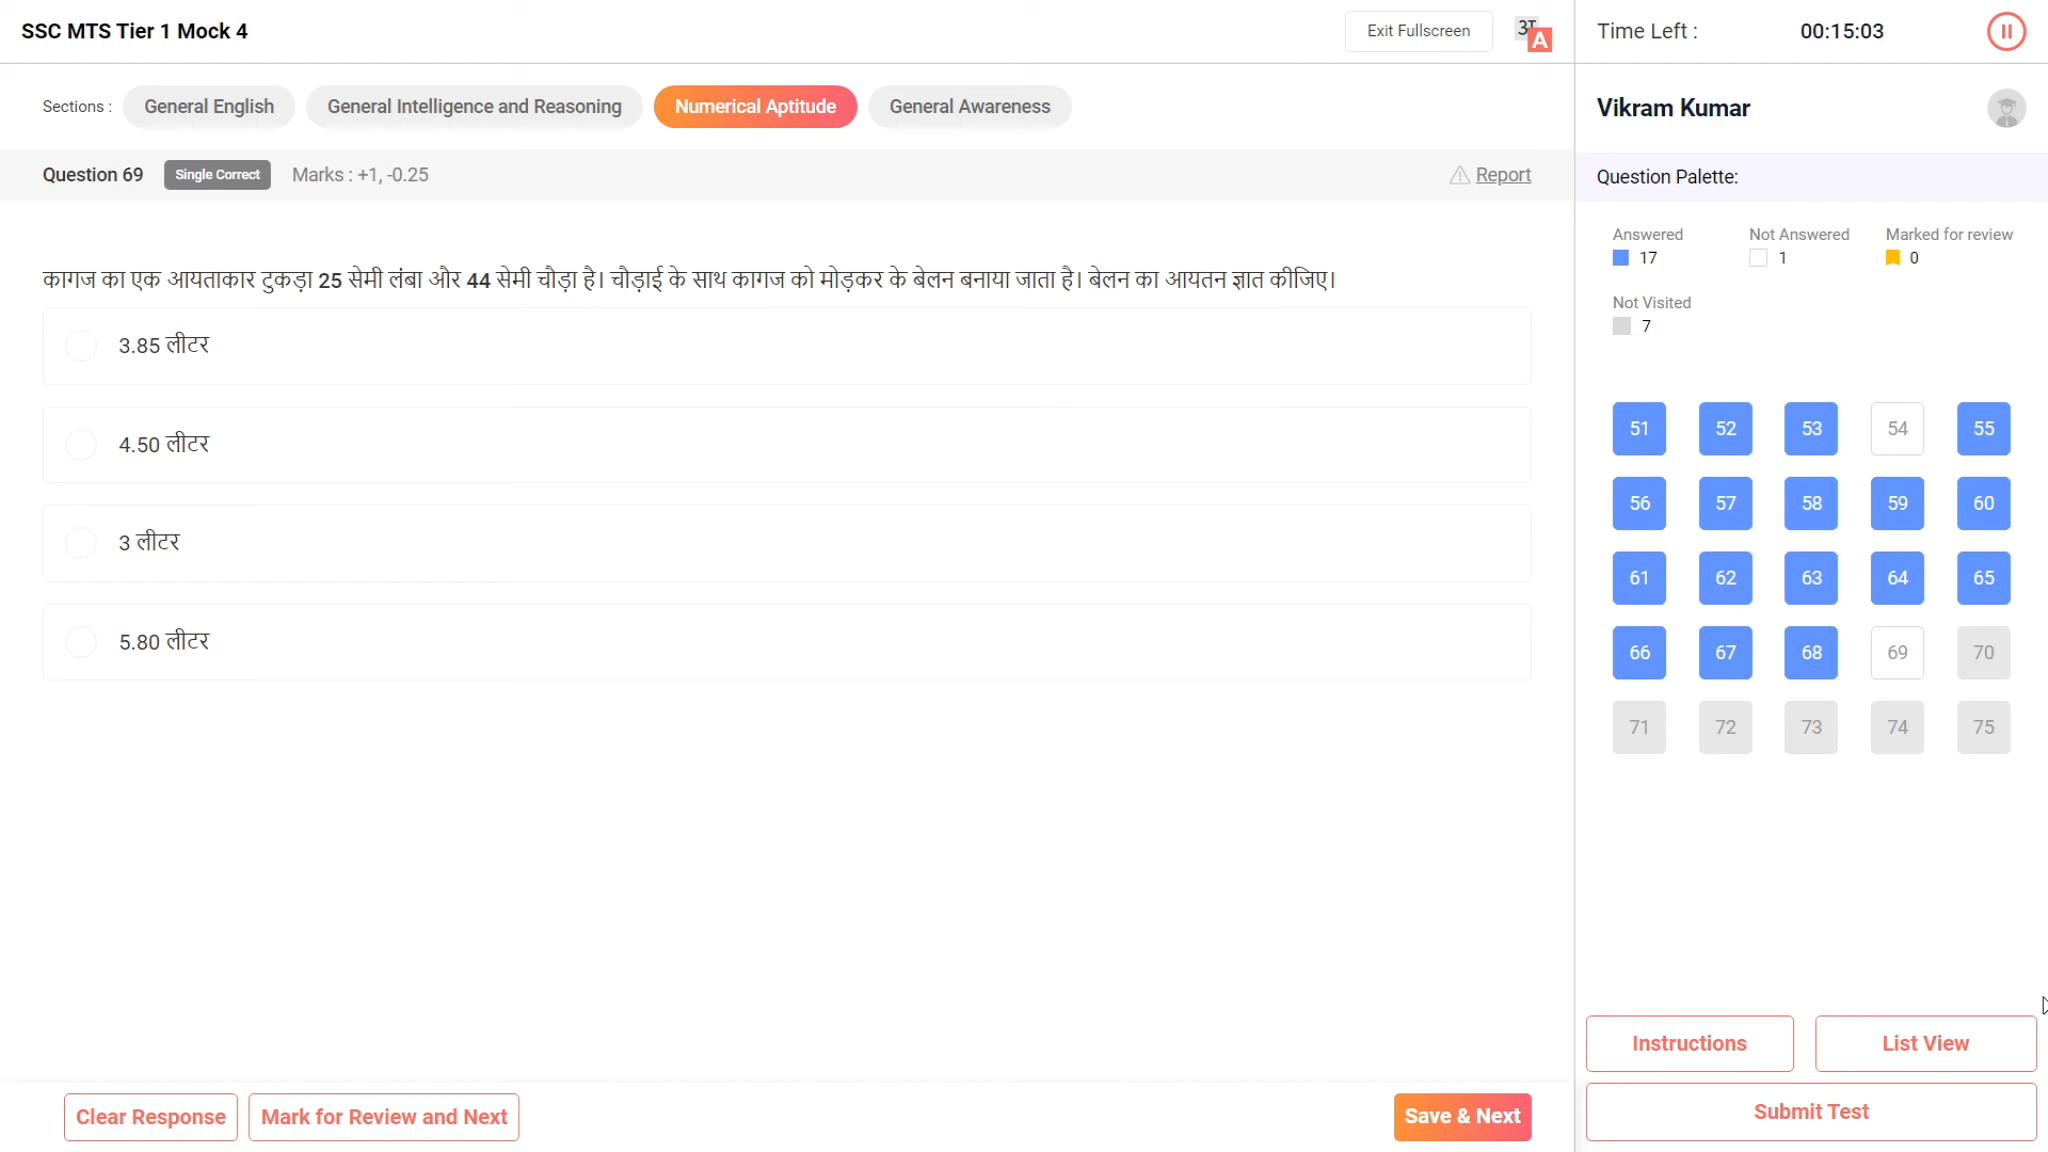 SSC MTS Tier 1 Mock 4
Exit Fullscreen
अ A
Time Left :
00:15:03
Sections :
General English
General Intelligence and Reasoning
Numerical Aptitude
General Awareness
Vikram Kumar
Question 69
Single Correct
Marks : +1, -0.25
Report
Question Palette:
कागज का एक आयताकार टुकड़ा 25 सेमी लंबा और 44 सेमी चौड़ा है। चौड़ाई के साथ कागज को मोड़कर के बेलन बनाया जाता है। बेलन का आयतन ज्ञात कीजिए।
3.85 लीटर
4.50 लीटर
3 लीटर
5.80 लीटर
Answered
17
Not Answered
1
Marked for review
0
Not Visited
7
51 52 53 54 55
56 57 58 59 60
61 62 63 64 65
66 67 68 69 70
71 72 73 74 75
Instructions
List View
Clear Response
Mark for Review and Next
Save & Next
Submit Test